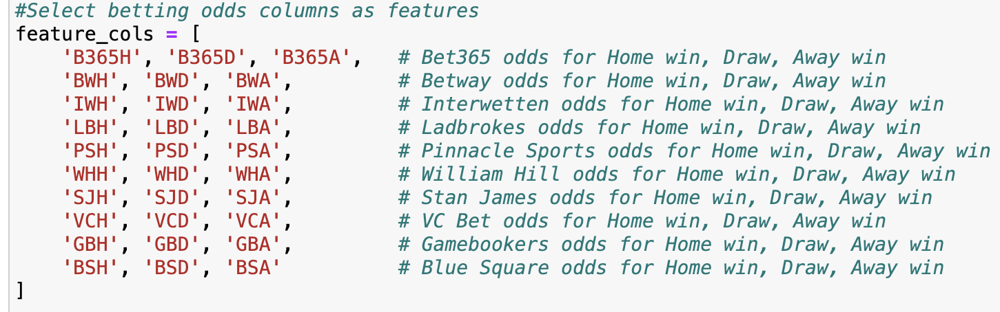 #Select betting odds columns as features
feature_cols = [
    'B365H', 'B365D', 'B365A',   # Bet365 odds for Home win, Draw, Away win
    'BWH', 'BWD', 'BWA',         # Betway odds for Home win, Draw, Away win
    'IWH', 'IWD', 'IWA',         # Interwetten odds for Home win, Draw, Away win
    'LBH', 'LBD', 'LBA',         # Ladbrokes odds for Home win, Draw, Away win
    'PSH', 'PSD', 'PSA',         # Pinnacle Sports odds for Home win, Draw, Away win
    'WHH', 'WHD', 'WHA',         # William Hill odds for Home win, Draw, Away win
    'SJH', 'SJD', 'SJA',         # Stan James odds for Home win, Draw, Away win
    'VCH', 'VCD', 'VCA',         # VC Bet odds for Home win, Draw, Away win
    'GBH', 'GBD', 'GBA',         # Gamebookers odds for Home win, Draw, Away win
    'BSH', 'BSD', 'BSA'          # Blue Square odds for Home win, Draw, Away win
]